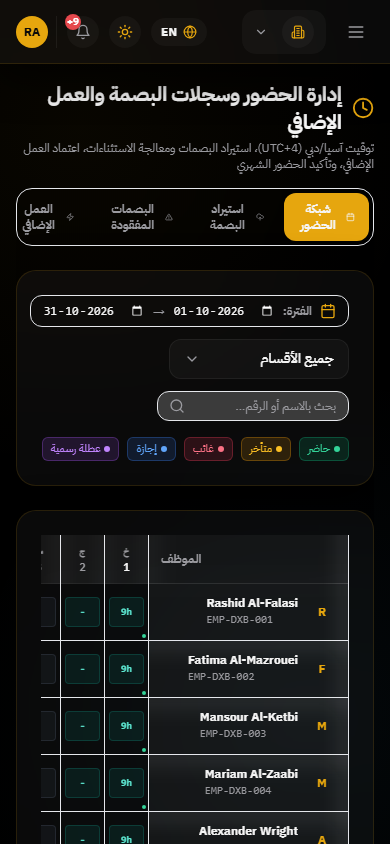 RA
9+
EN
إدارة الحضور وسجلات البصمة والعمل
الإضافي
توقيت آسيا/دبي (UTC+4)، استيراد البصمات ومعالجة الاستثناءات، اعتماد العمل
الإضافي، وتأكيد الحضور الشهري
شبكة الحضور
استيراد البصمة
البصمات المفقودة
العمل الإضافي
الفترة: 01-10-2026 → 31-10-2026
جميع الأقسام
بحث بالاسم أو الرقم...
حاضر
متأخر
غائب
إجازة
عطلة رسمية
الموظف
خ 1
ج 2
Rashid Al-Falasi
EMP-DXB-001
R
9h
-
Fatima Al-Mazrouei
EMP-DXB-002
F
9h
-
Mansour Al-Ketbi
EMP-DXB-003
M
9h
-
Mariam Al-Zaabi
EMP-DXB-004
M
9h
-
Alexander Wright
A
9h
-